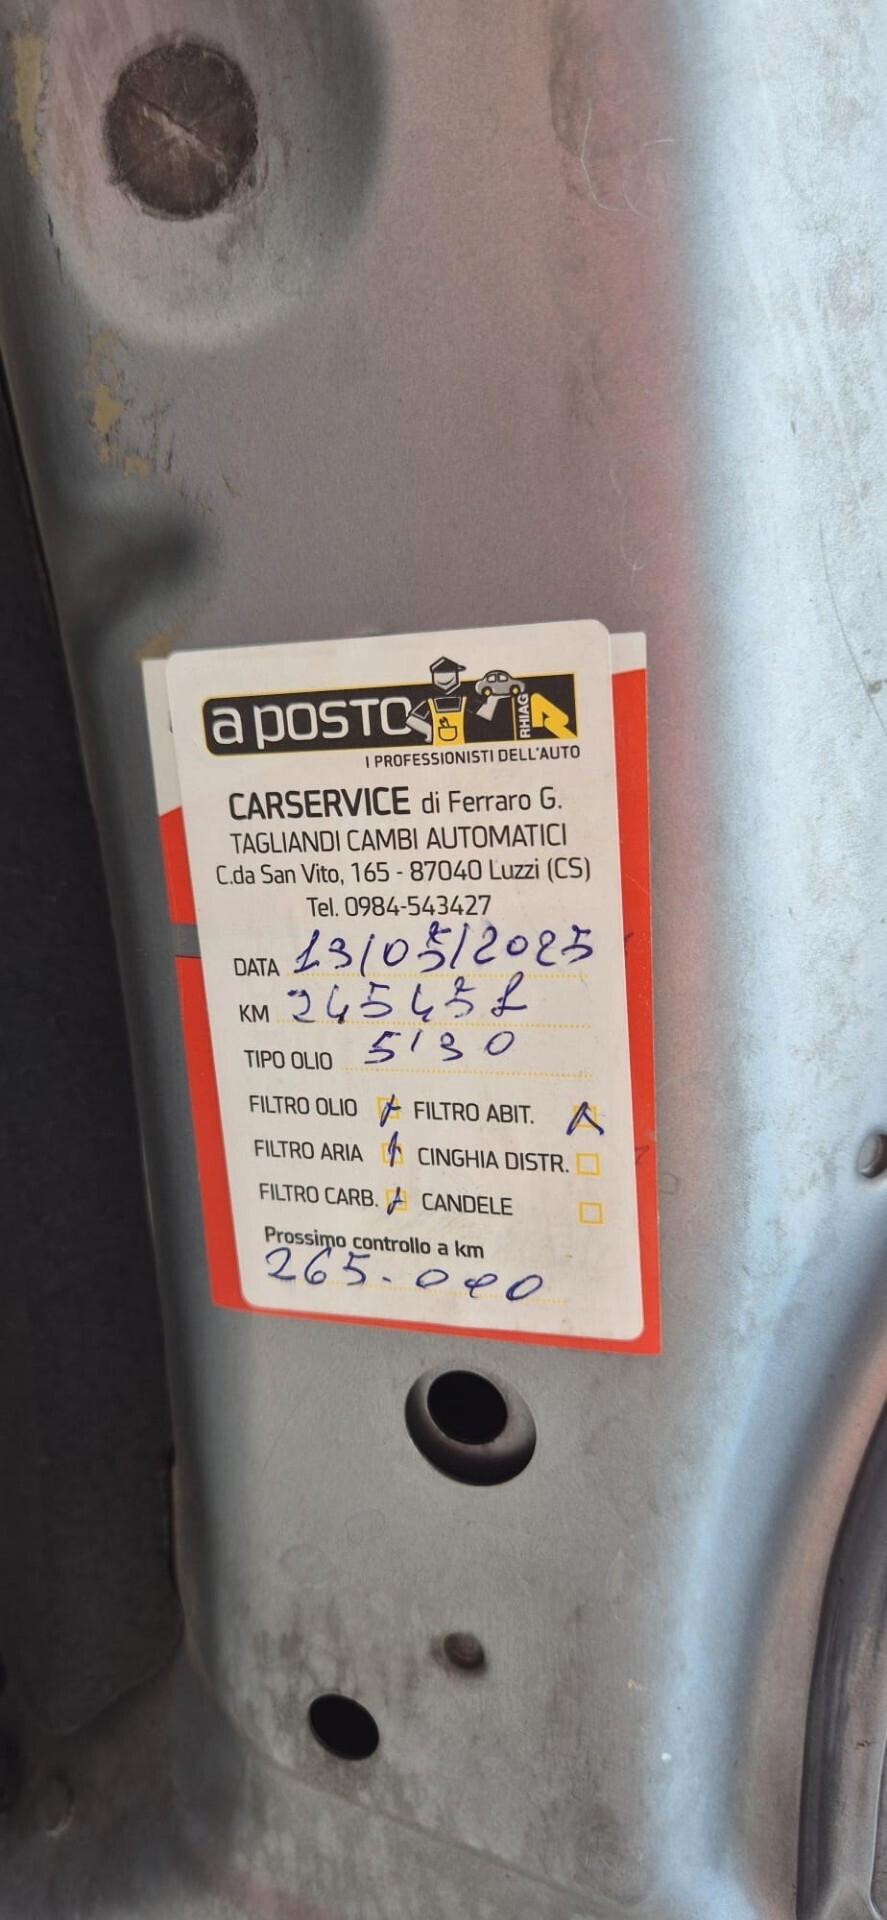 a POSTO
RHIAG
I PROFESSIONISTI DELL'AUTO
CARSERVICE di Ferraro G.
TAGLIANDI CAMBI AUTOMATICI
C.da San Vito, 165 - 87040 Luzzi (CS)
Tel. 0984-543427
DATA 13/05/2025
KM 245451
TIPO OLIO 5'30
FILTRO OLIO FILTRO ABIT.
FILTRO ARIA CINGHIA DISTR.
FILTRO CARB. CANDELE
Prossimo controllo a km
265.000